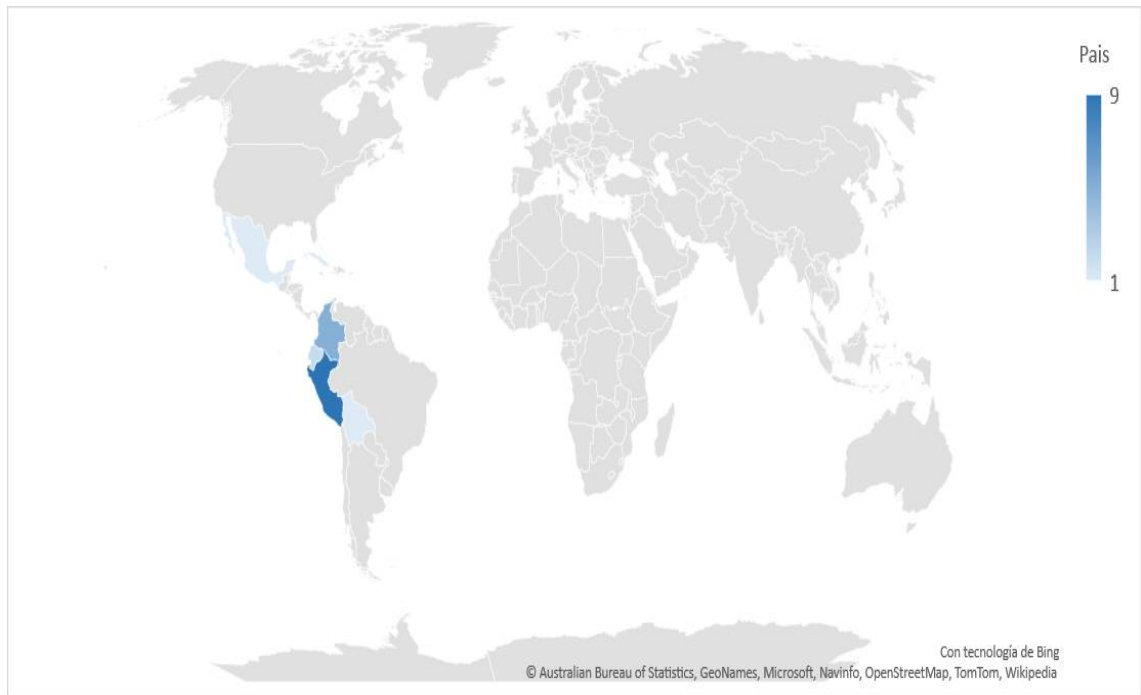 Pais
9
1
Con tecnología de Bing
© Australian Bureau of Statistics, GeoNames, Microsoft, Navinfo, OpenStreetMap, TomTom, Wikipedia